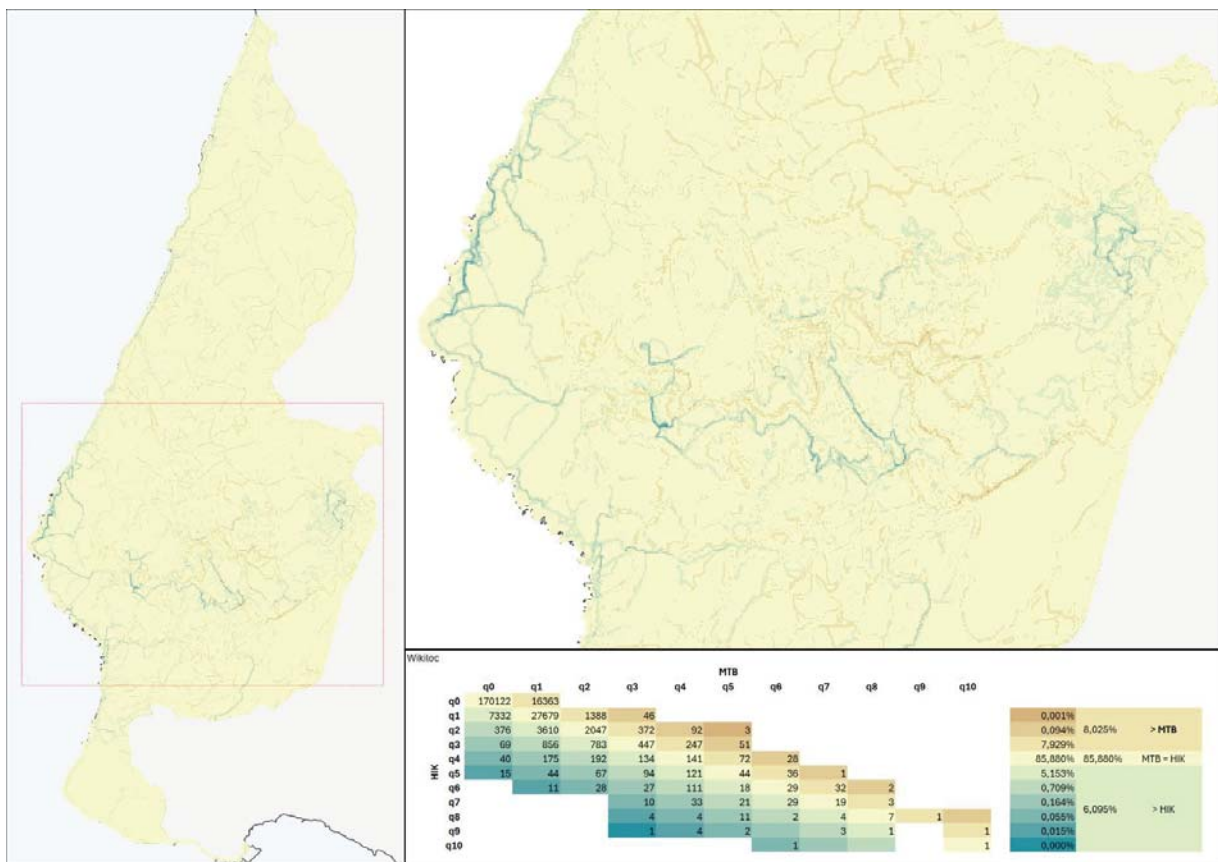 Wikiloc
MTB
q0 q1 q2 q3 q4 q5 q6 q7 q8 q9 q10
HIK
q0 170122 16363
q1 7332 27679 1388 46
q2 376 3610 2047 372 92 3
q3 69 856 783 447 247 51
q4 40 175 192 134 141 72 28
q5 15 44 67 94 121 44 36 1
q6 11 28 27 111 18 29 32 2
q7 10 33 21 29 19 3
q8 4 4 11 2 4 7 1
q9 1 4 2 3 1 1
q10 1 1
0,001%
0,094% 8,025% > MTB
7,929%
85,880% 85,880% MTB = HIK
5,153%
0,709%
0,164%
0,055% 6,095% > HIK
0,015%
0,000%